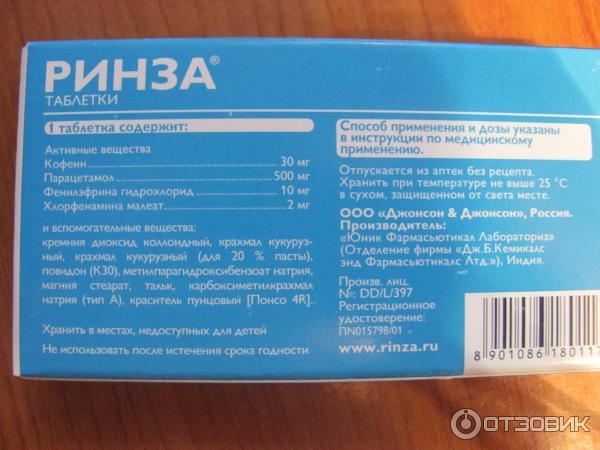 РИНЗА®
ТАБЛЕТКИ
1 таблетка содержит:
Активные вещества
Кофеин 30 мг
Парацетамол 500 мг
Фенилэфрина гидрохлорид 10 мг
Хлорфенамина малеат 2 мг
и вспомогательные вещества:
кремния диоксид коллоидный, крахмал кукуруз-
ный, крахмал кукурузный (для 20 % пасты),
повидон (К30), метилпарагидроксибензоат натрия,
магния стеарат, тальк, карбоксиметилкрахмал
натрия (тип А), краситель пунцовый [Понсо 4R].
Хранить в местах, недоступных для детей
Не использовать после истечения срока годности
Способ применения и дозы указаны
в инструкции по медицинскому
применению.
Отпускается из аптек без рецепта.
Хранить при температуре не выше 25 °C
в сухом, защищенном от света месте.
ООО «Джонсон & Джонсон», Россия.
Производитель:
«Юник Фармасьютикал Лабораториз»
(Отделение фирмы «Дж.Б.Кемикалс
энд Фармасьютикалс Лтд.»), Индия.
Произв. лиц.
№: DD/L/397
Регистрационное
удостоверение:
ПN015798/01
www.rinza.ru
8 901086 180117
ОТЗОВИК